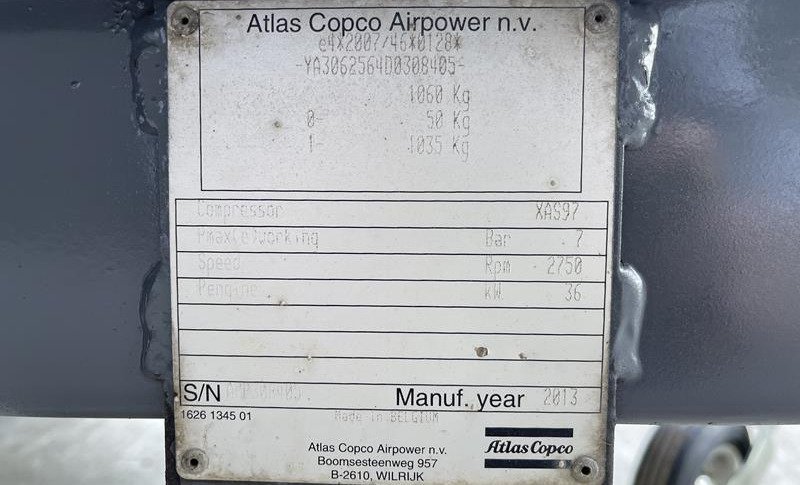 Atlas Copco Airpower n.v.
e4*2007/46*0128*
-YA3062564D0308405-
1060 Kg
0- 50 Kg
1- 1035 Kg
Compressor XAS97
Pmax(e)working Bar 7
Speed Rpm 2750
Pengine kW 36
S/N Manuf. year 2013
1626 1345 01 Made in BELGIUM
Atlas Copco Airpower n.v.
Boomsesteenweg 957
B-2610, WILRIJK
Atlas Copco